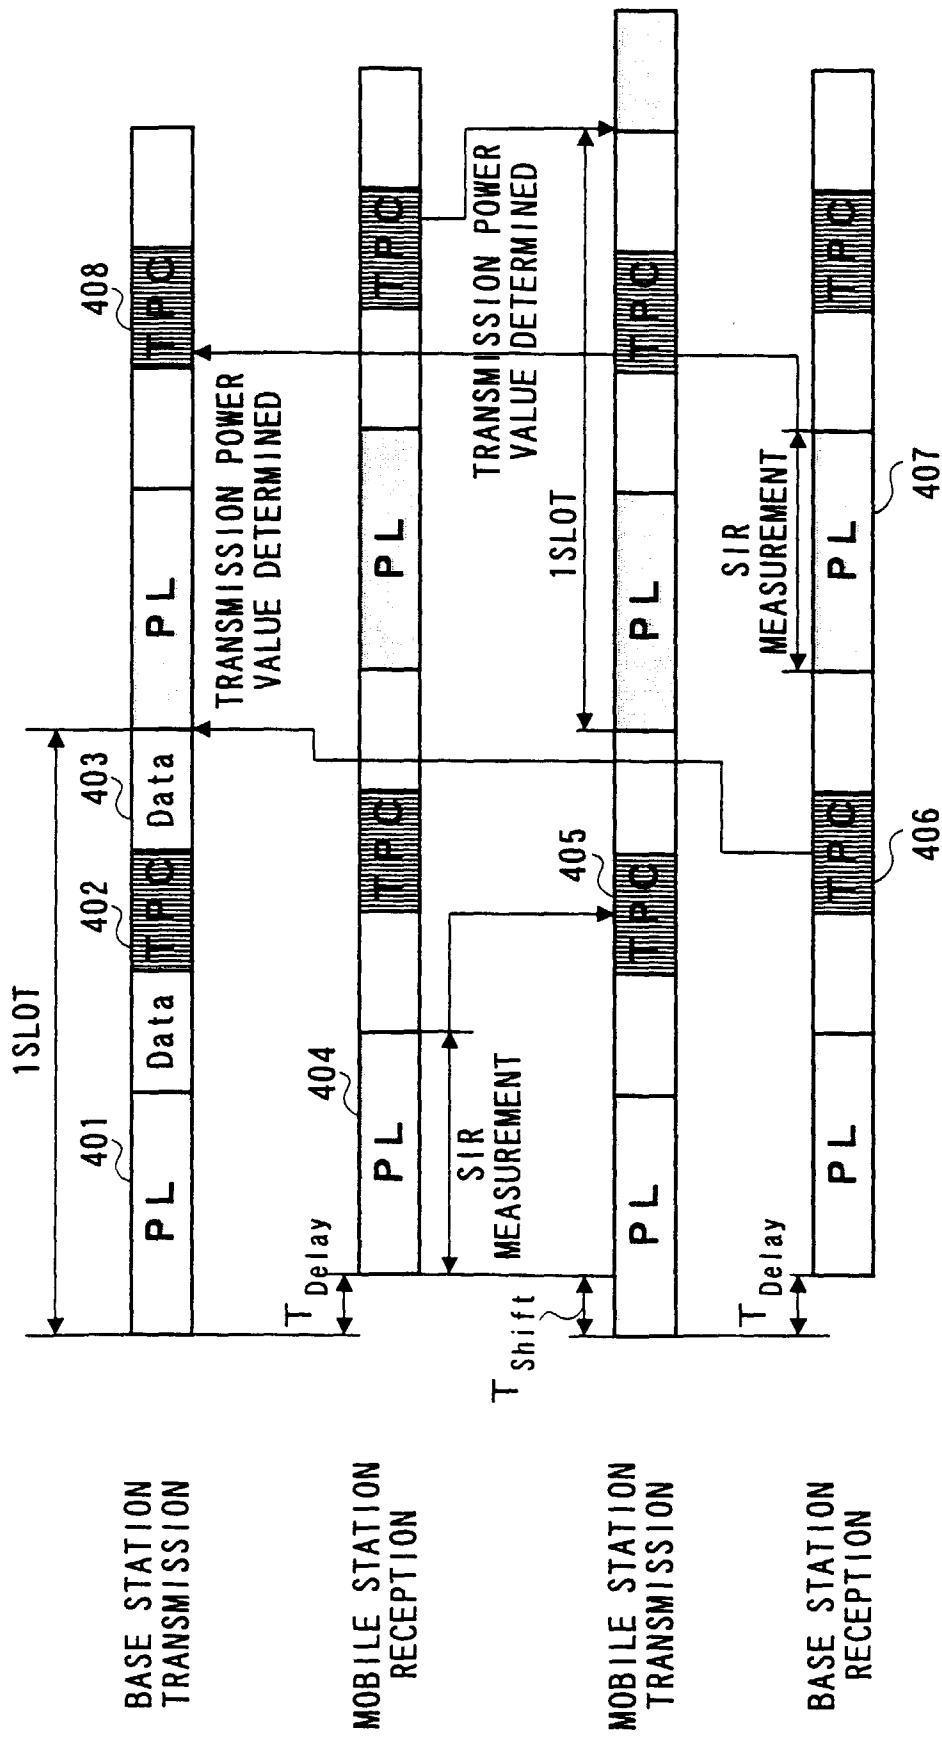 BASE STATION
TRANSMISSION
1SLOT
401
402
403
408
PL
Data
TPC
Data
PL
TPC
TRANSMISSION POWER
VALUE DETERMINED
MOBILE STATION
RECEPTION
T Delay
404
PL
TPC
PL
TPC
SIR
MEASUREMENT
TRANSMISSION POWER
VALUE DETERMINED
MOBILE STATION
TRANSMISSION
T Shift
405
1SLOT
PL
TPC
PL
TPC
BASE STATION
RECEPTION
T Delay
SIR
MEASUREMENT
PL
TPC
PL
TPC
406
407